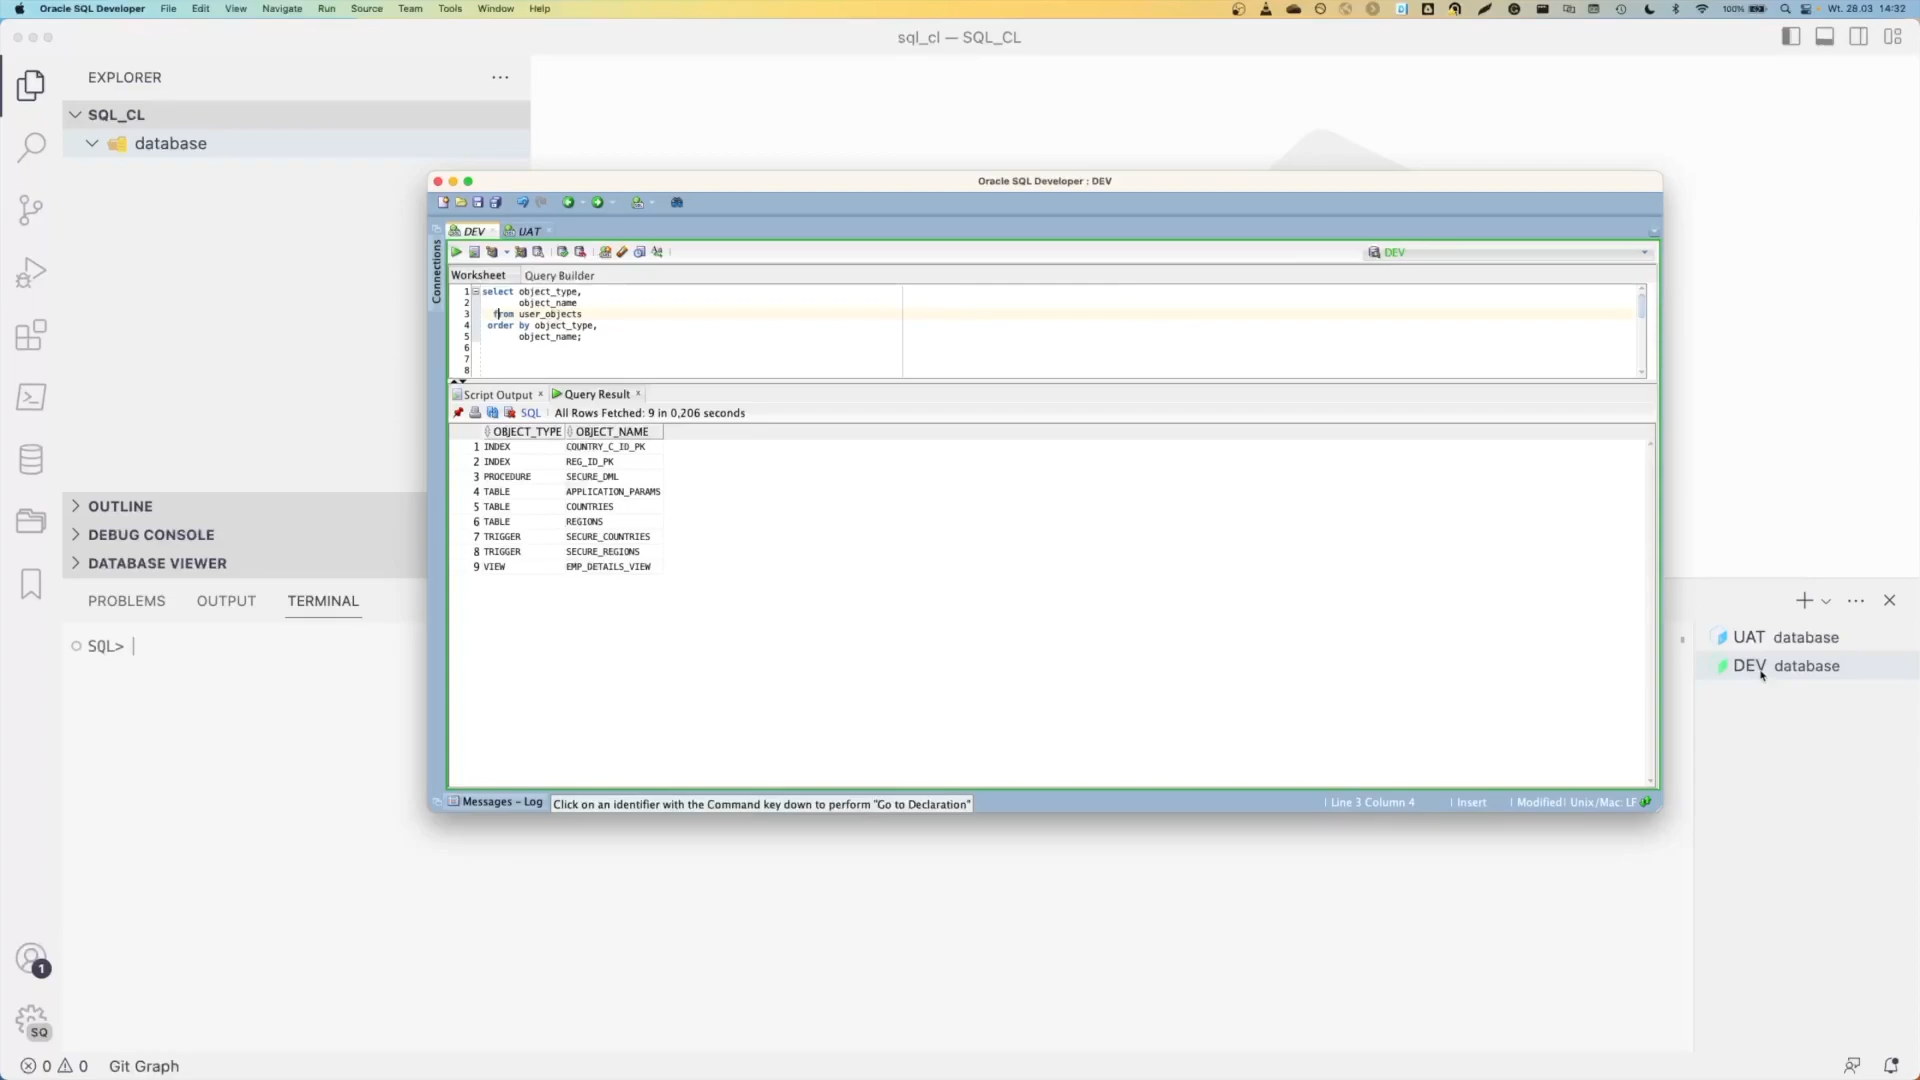 Oracle SQL Developer File Edit View Navigate Run Source Team Tools Window Help 100% Wt. 28.03 14:32
sql_cl — SQL_CL
EXPLORER
SQL_CL
database
OUTLINE
DEBUG CONSOLE
DATABASE VIEWER
Oracle SQL Developer : DEV
DEV UAT
Connections
DEV
Worksheet Query Builder
1 select object_type,
2 object_name
3 from user_objects
4 order by object_type,
5 object_name;
6
7
8
Script Output Query Result
SQL All Rows Fetched: 9 in 0,206 seconds
OBJECT_TYPE OBJECT_NAME
1 INDEX COUNTRY_C_ID_PK
2 INDEX REG_ID_PK
3 PROCEDURE SECURE_DML
4 TABLE APPLICATION_PARAMS
5 TABLE COUNTRIES
6 TABLE REGIONS
7 TRIGGER SECURE_COUNTRIES
8 TRIGGER SECURE_REGIONS
9 VIEW EMP_DETAILS_VIEW
Messages - Log Click on an identifier with the Command key down to perform "Go to Declaration" Line 3 Column 4 Insert Modified Unix/Mac: LF
PROBLEMS OUTPUT TERMINAL
SQL>
UAT database
DEV database
1
SQ
0 0 Git Graph